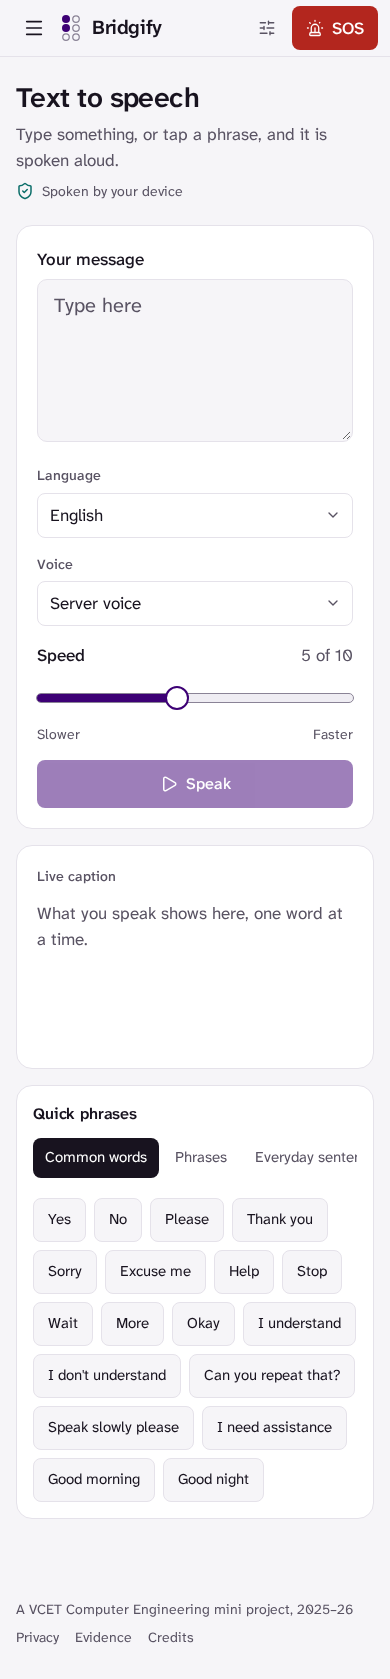 Bridgify
SOS
Text to speech
Type something, or tap a phrase, and it is
spoken aloud.
Spoken by your device
Your message
Type here
Language
English
Voice
Server voice
Speed 5 of 10
Slower Faster
Speak
Live caption
What you speak shows here, one word at
a time.
Quick phrases
Common words Phrases Everyday senten
Yes No Please Thank you
Sorry Excuse me Help Stop
Wait More Okay I understand
I don't understand Can you repeat that?
Speak slowly please I need assistance
Good morning Good night
A VCET Computer Engineering mini project, 2025–26
Privacy Evidence Credits